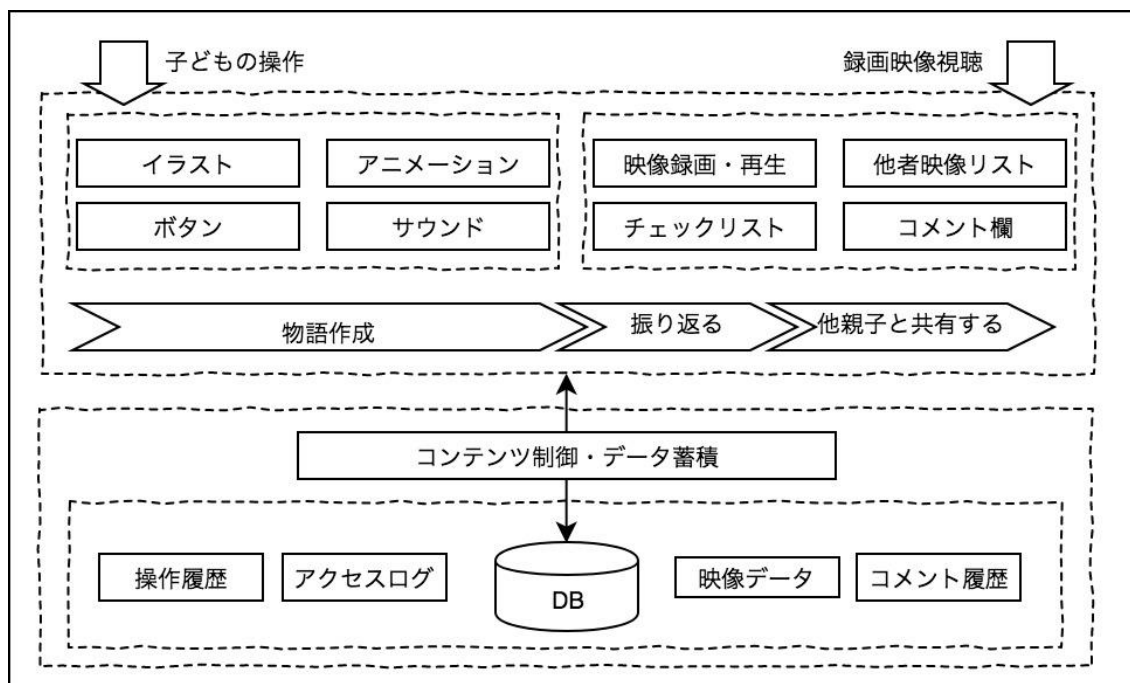 子どもの操作
録画映像視聴
イラスト
アニメーション
映像録画・再生
他者映像リスト
ボタン
サウンド
チェックリスト
コメント欄
物語作成
振り返る
他親子と共有する
コンテンツ制御・データ蓄積
操作履歴
アクセスログ
DB
映像データ
コメント履歴